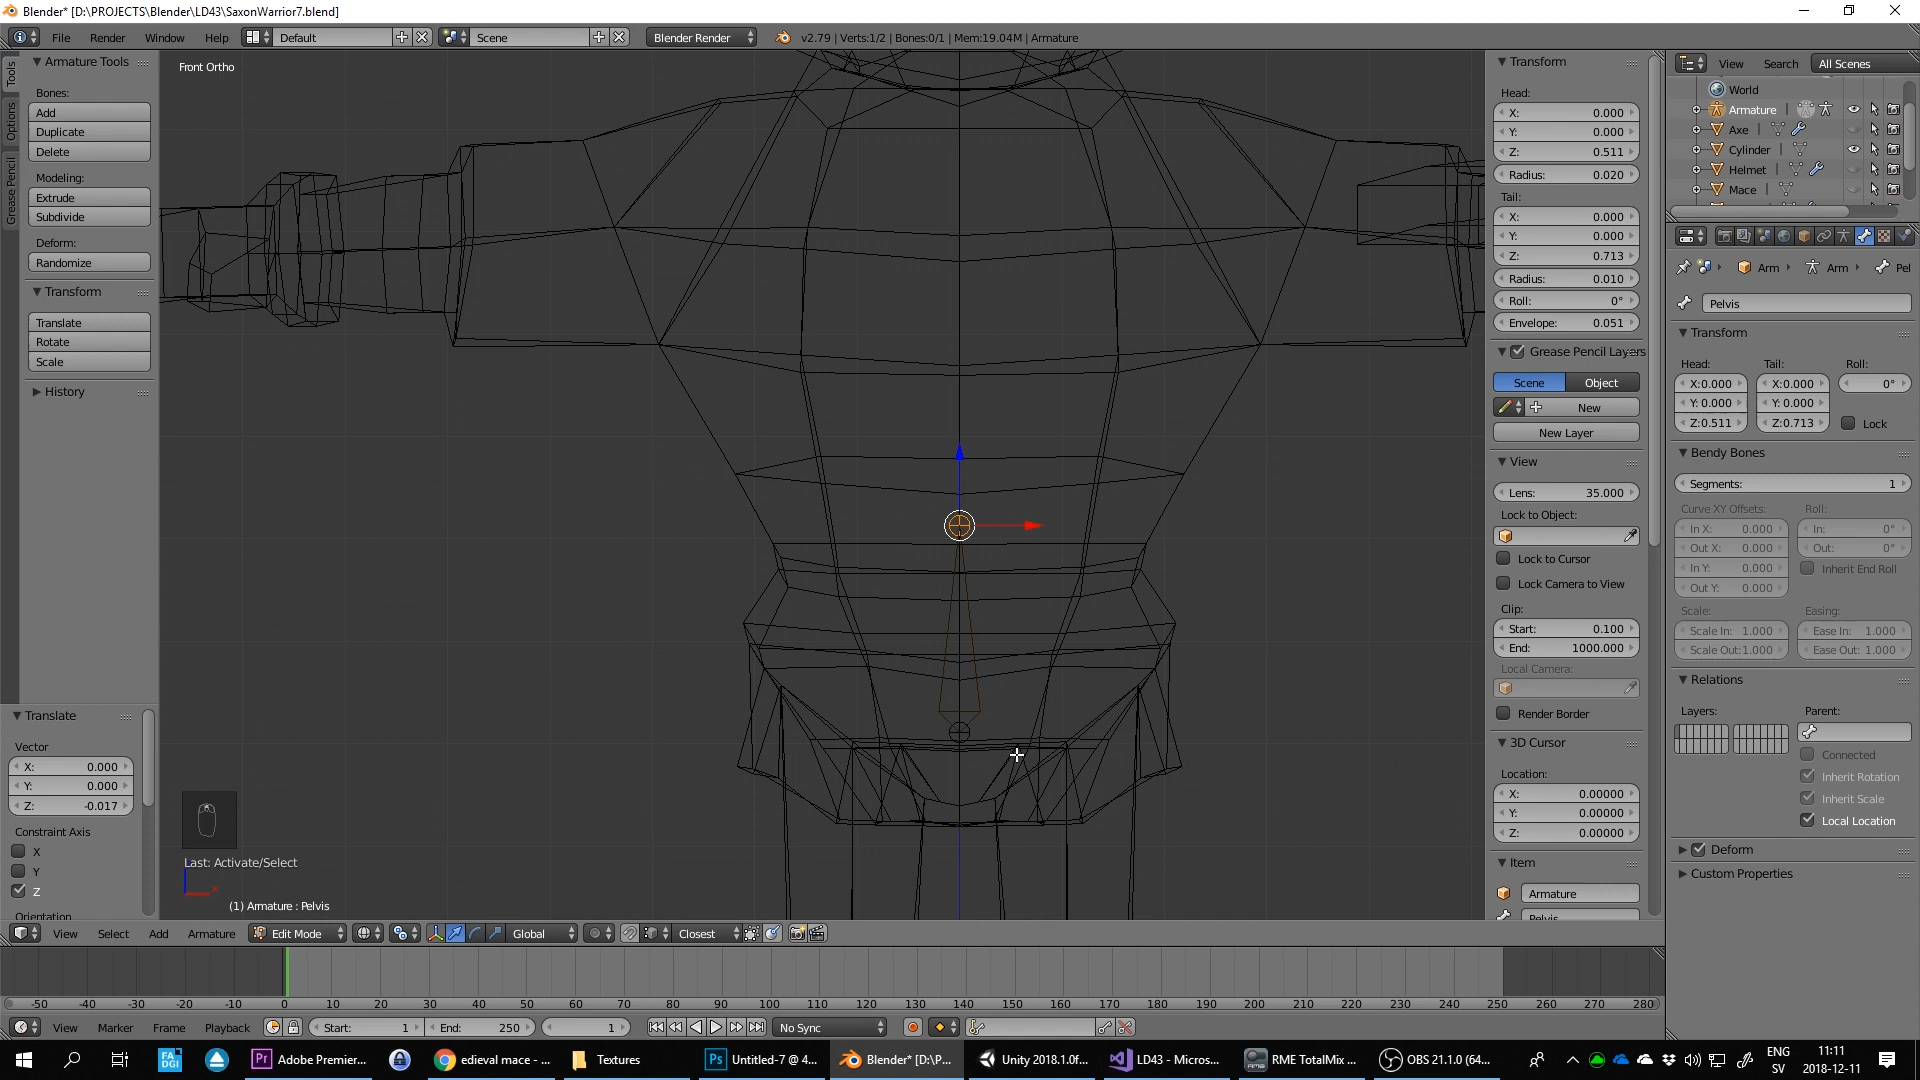 Blender* [D:\PROJECTS\Blender\LD43\SaxonWarrior7.blend]
File Render Window Help Default Scene Blender Render v2.79 | Verts:1/2 | Bones:0/1 | Mem:19.04M | Armature
Tools
Options
Grease Pencil
Armature Tools
Bones:
Add
Duplicate
Delete
Modeling:
Extrude
Subdivide
Deform:
Randomize
Transform
Translate
Rotate
Scale
History
Translate
Vector
X: 0.000
Y: 0.000
Z: -0.017
Constraint Axis
X
Y
Z
Orientation
Front Ortho
Last: Activate/Select
(1) Armature : Pelvis
Transform
Head:
X: 0.000
Y: 0.000
Z: 0.511
Radius: 0.020
Tail:
X: 0.000
Y: 0.000
Z: 0.713
Radius: 0.010
Roll: 0°
Envelope: 0.051
Grease Pencil Layers
Scene Object
New
New Layer
View
Lens: 35.000
Lock to Object:
Lock to Cursor
Lock Camera to View
Clip:
Start: 0.100
End: 1000.000
Local Camera:
Render Border
3D Cursor
Location:
X: 0.00000
Y: 0.00000
Z: 0.00000
Item
Armature
Pelvis
View Search All Scenes
World
Armature
Axe
Cylinder
Helmet
Mace
Arm Arm Pel
Pelvis
Transform
Head: Tail: Roll:
X:0.000 X:0.000 0°
Y: 0.000 Y: 0.000
Z:0.511 Z:0.713 Lock
Bendy Bones
Segments: 1
Curve XY Offsets: Roll:
In X: 0.000 In: 0°
Out X: 0.000 Out: 0°
In Y: 0.000 Inherit End Roll
Out Y: 0.000
Scale: Easing:
Scale In: 1.000 Ease In: 1.000
Scale Out:1.000 Ease Out: 1.000
Relations
Layers: Parent:
Connected
Inherit Rotation
Inherit Scale
Local Location
Deform
Custom Properties
View Select Add Armature Edit Mode Global Closest
-50 -40 -30 -20 -10 0 10 20 30 40 50 60 70 80 90 100 110 120 130 140 150 160 170 180 190 200 210 220 230 240 250 260 270 280
View Marker Frame Playback Start: 1 End: 250 1 No Sync
FA
DGI
Pr Adobe Premier... edieval mace - ... Textures Ps Untitled-7 @ 4... Blender* [D:\P... Unity 2018.1.0f... LD43 - Micros... RME TotalMix ... OBS 21.1.0 (64...
ENG
SV
11:11
2018-12-11